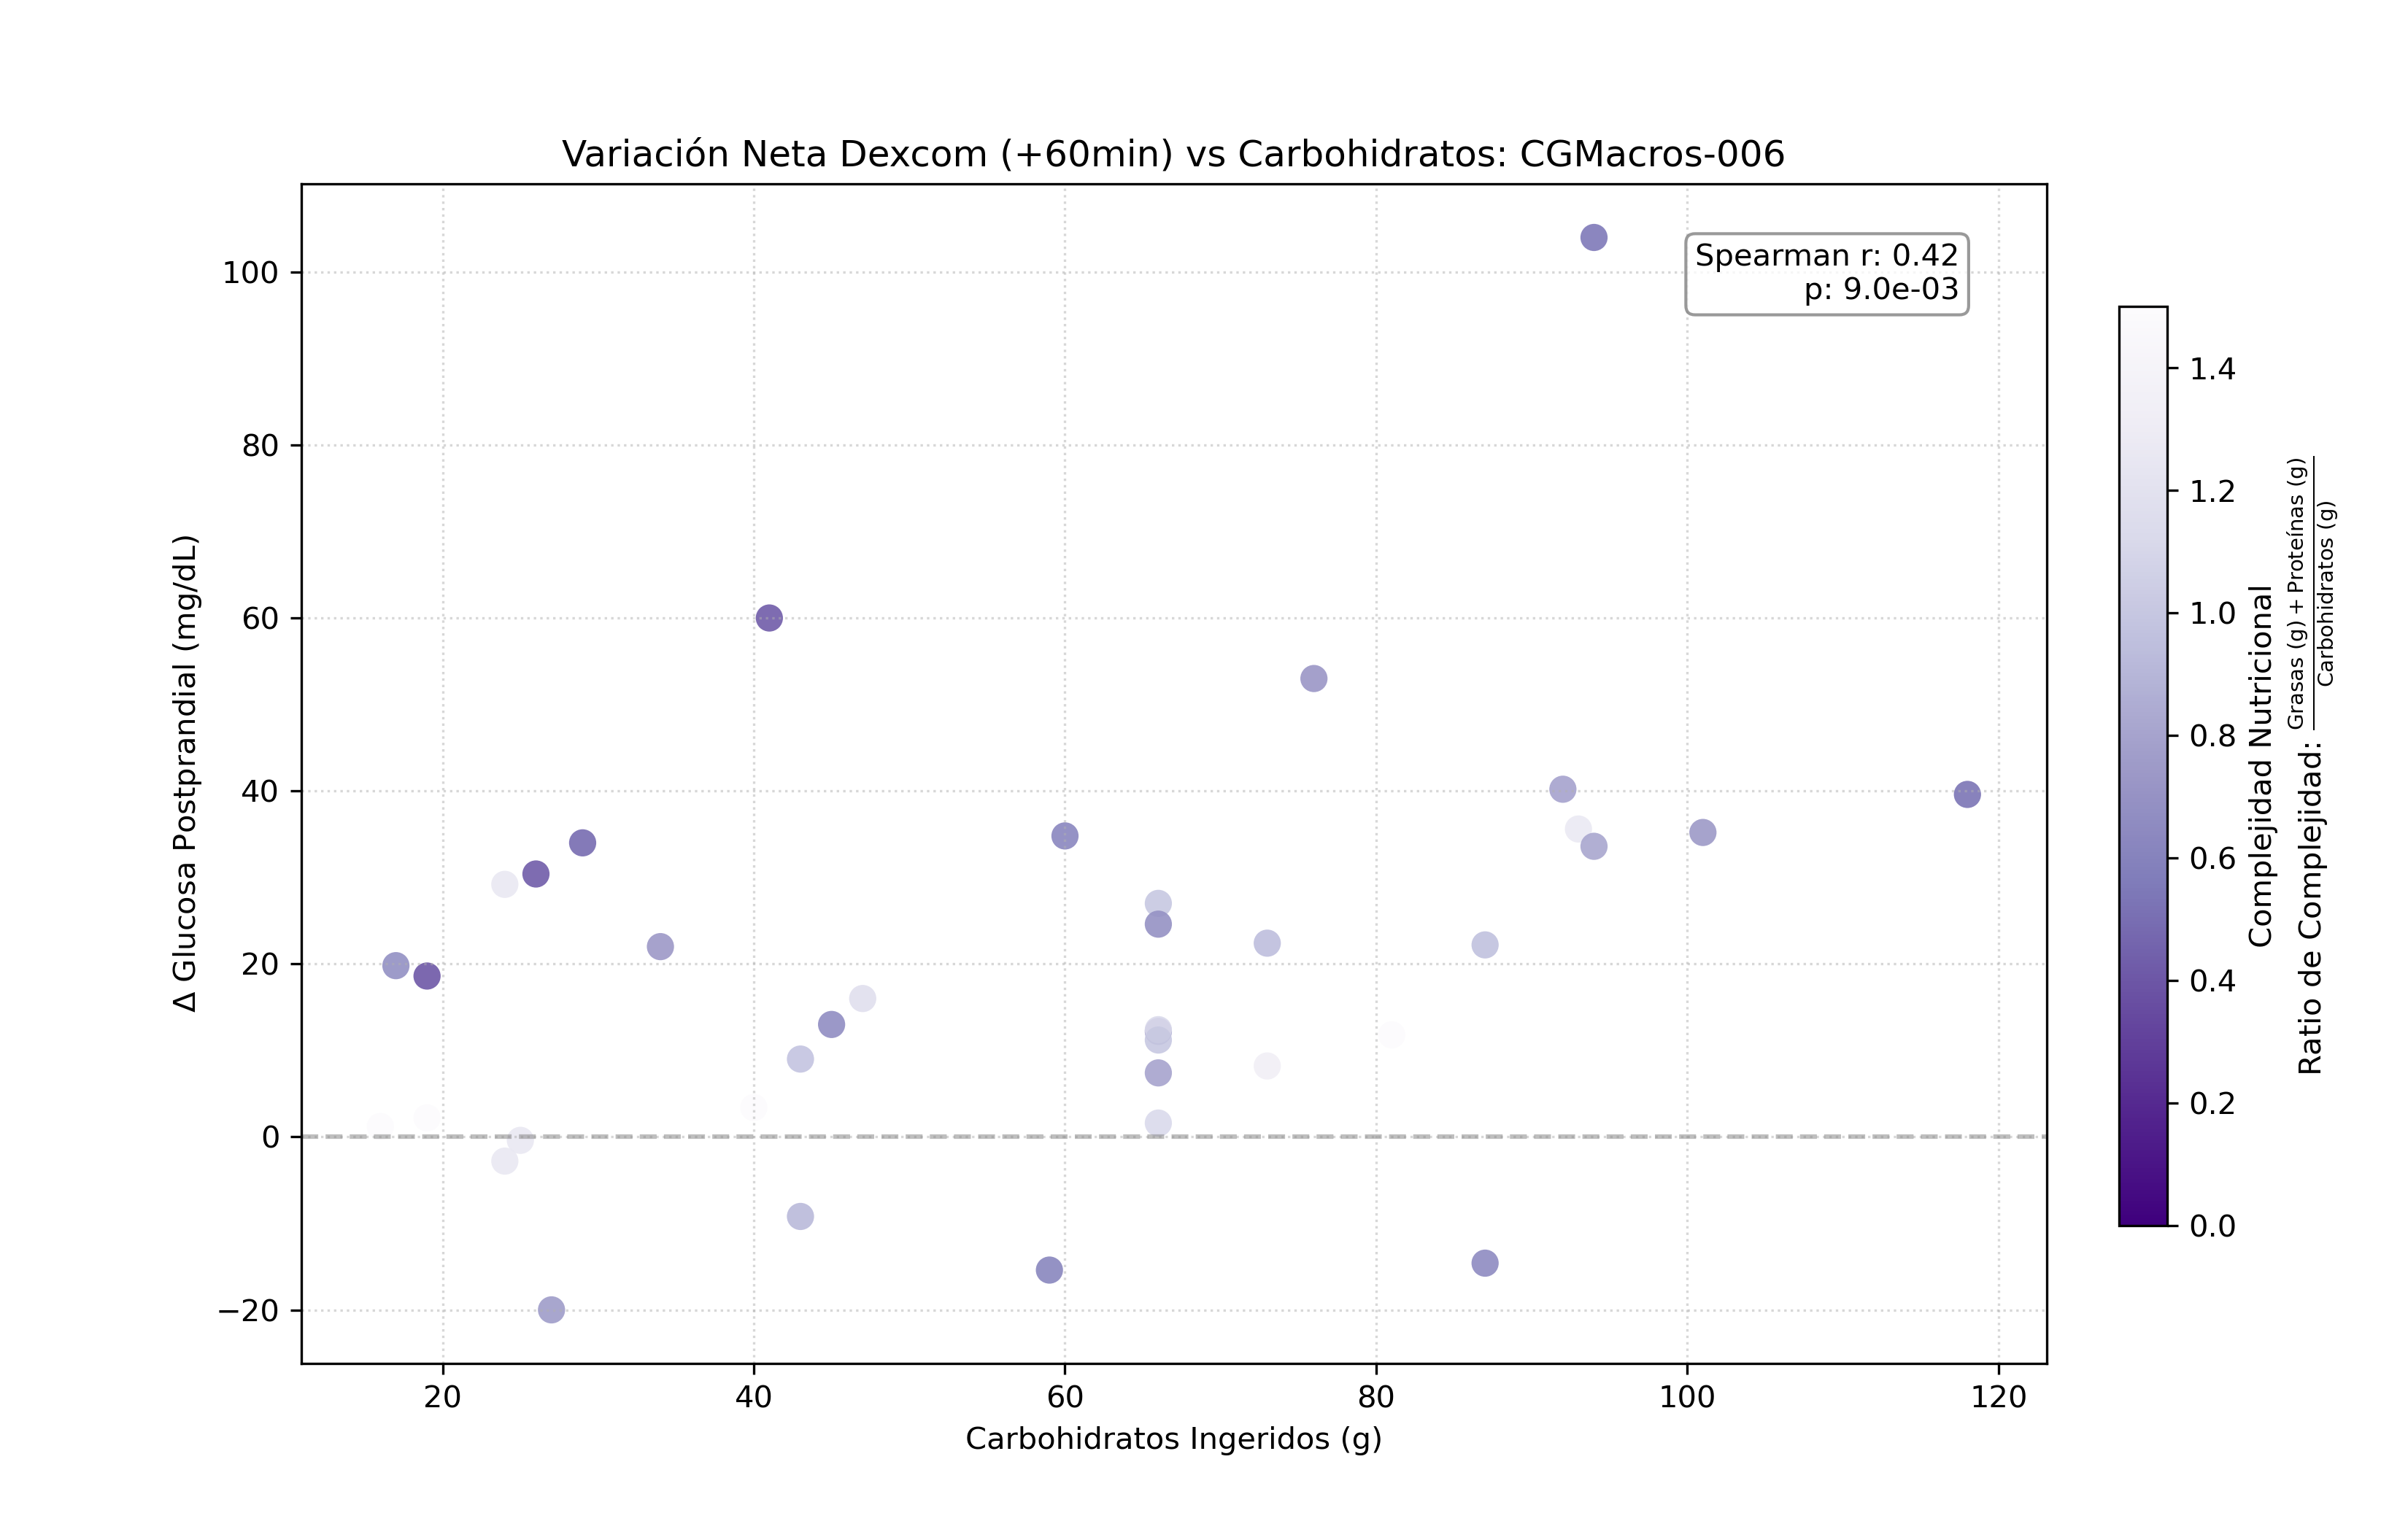 Variación Neta Dexcom (+60min) vs Carbohidratos: CGMacros-006
Spearman r: 0.42
p: 9.0e-03
Δ Glucosa Postprandial (mg/dL)
100
80
60
40
20
0
−20
20
40
60
80
100
120
Carbohidratos Ingeridos (g)
1.4
1.2
1.0
0.8
0.6
0.4
0.2
0.0
Complejidad Nutricional
Ratio de Complejidad:
Grasas (g) + Proteínas (g)
Carbohidratos (g)